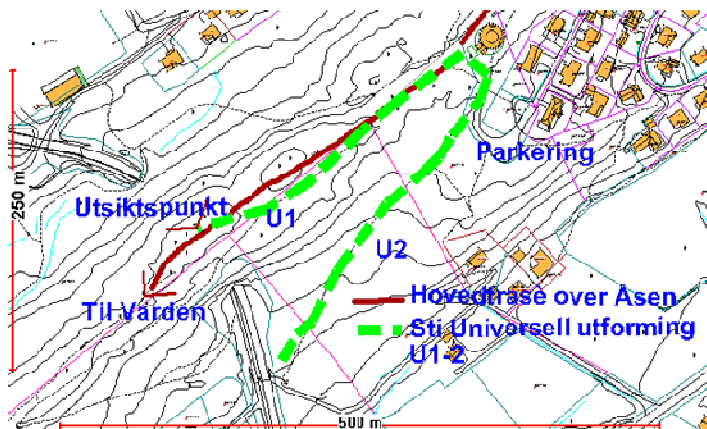 Parkering
250 m
Utsiktspunkt
U1
U2
Til Varden
Hovedtrase over Åsen
Sti Universell utforming
U1-2
500 m